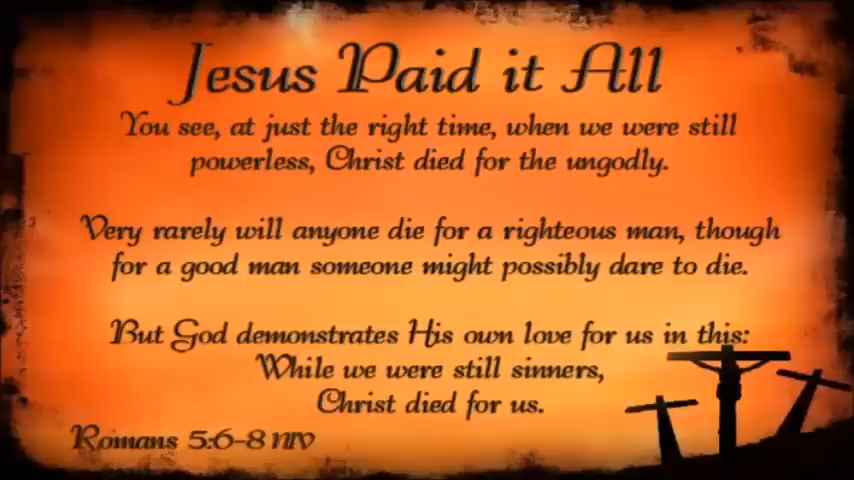 Jesus Paid it All
You see, at just the right time, when we were still
powerless, Christ died for the ungodly.
Very rarely will anyone die for a righteous man, though
for a good man someone might possibly dare to die.
But God demonstrates His own love for us in this:
While we were still sinners,
Christ died for us.
Romans 5:6-8 NIV